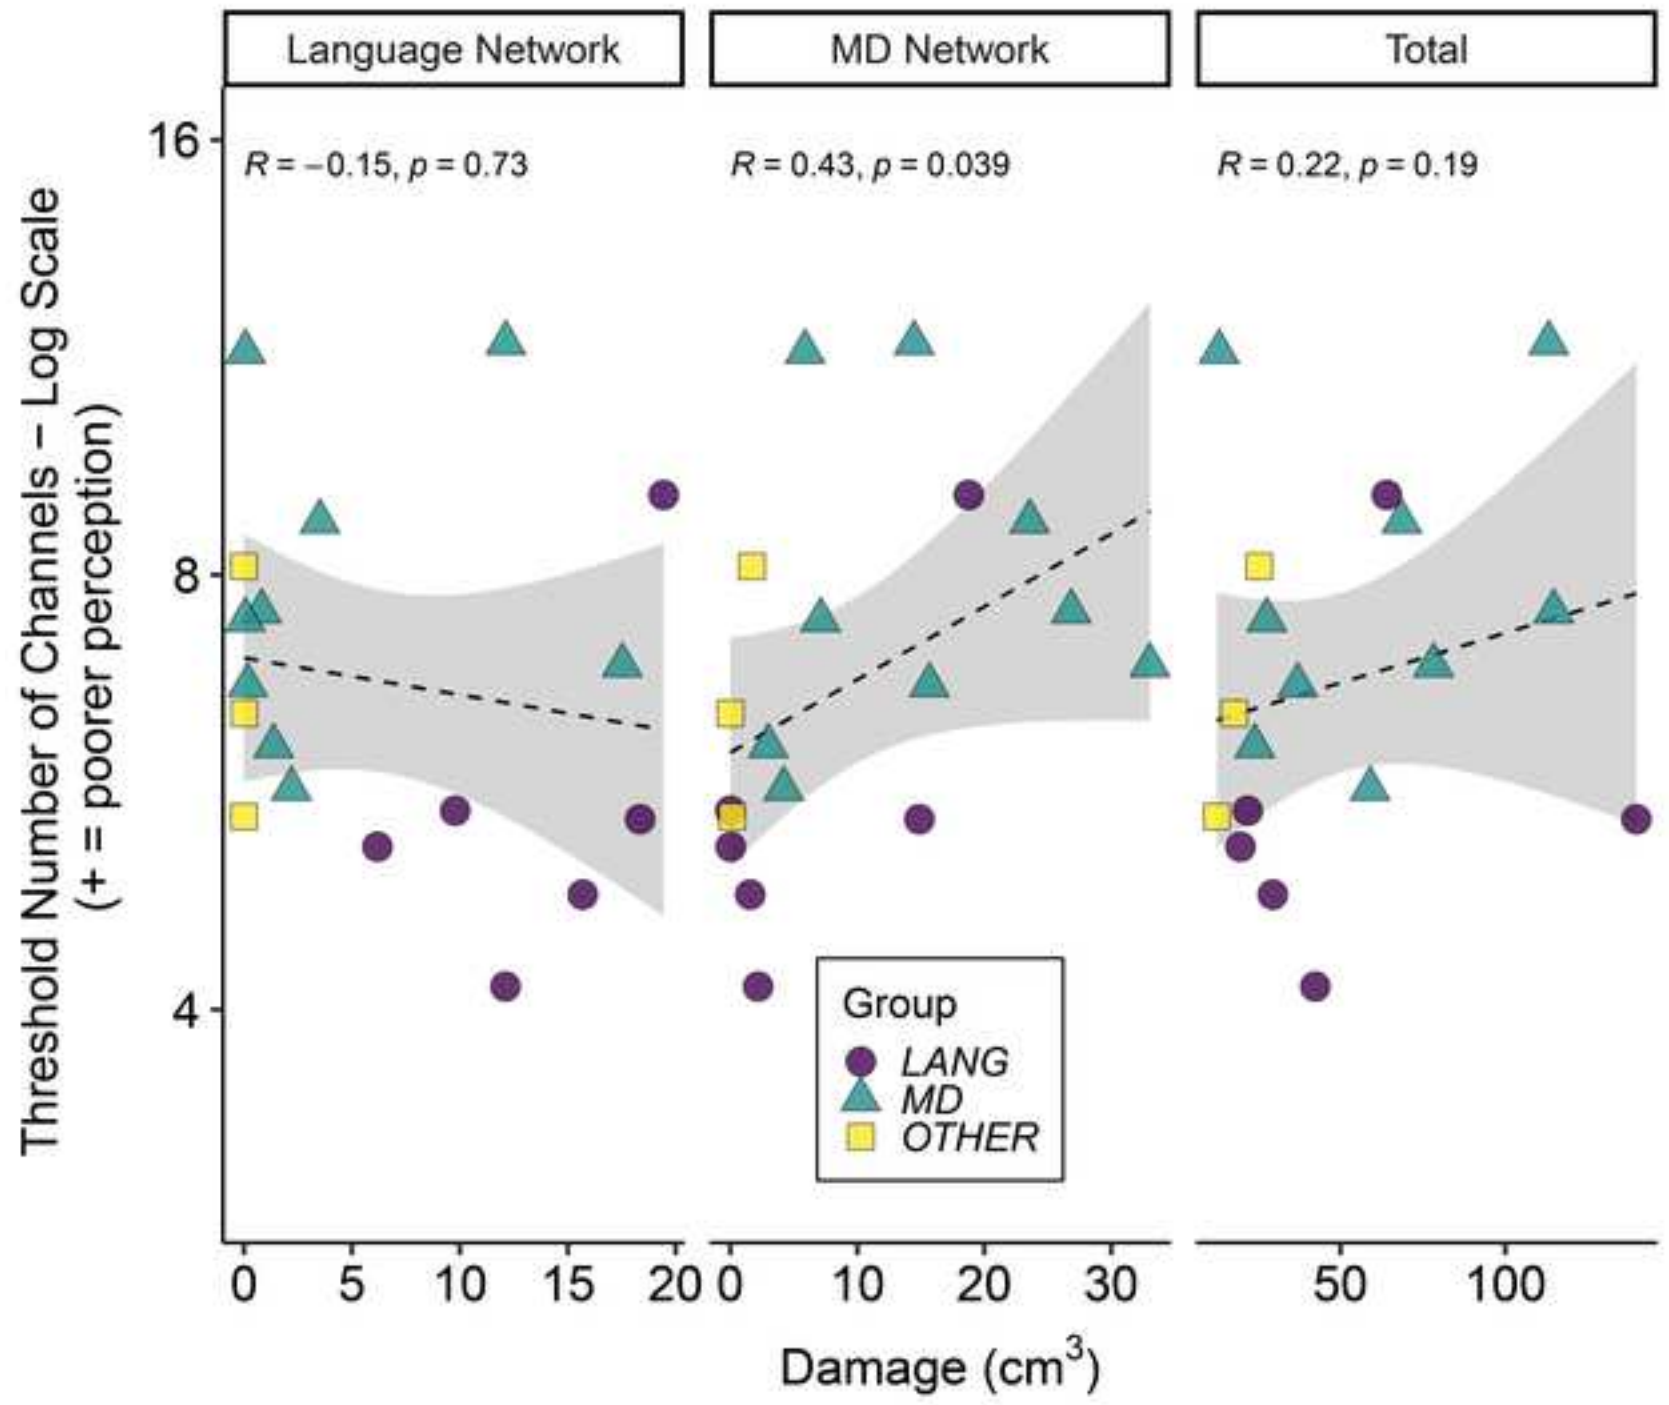 Language Network
MD Network
Total
Threshold Number of Channels – Log Scale
(+ = poorer perception)
16
8
4
R = −0.15, p = 0.73
R = 0.43, p = 0.039
R = 0.22, p = 0.19
Group
LANG
MD
OTHER
0 5 10 15 20
0 10 20 30
50 100
Damage (cm³)